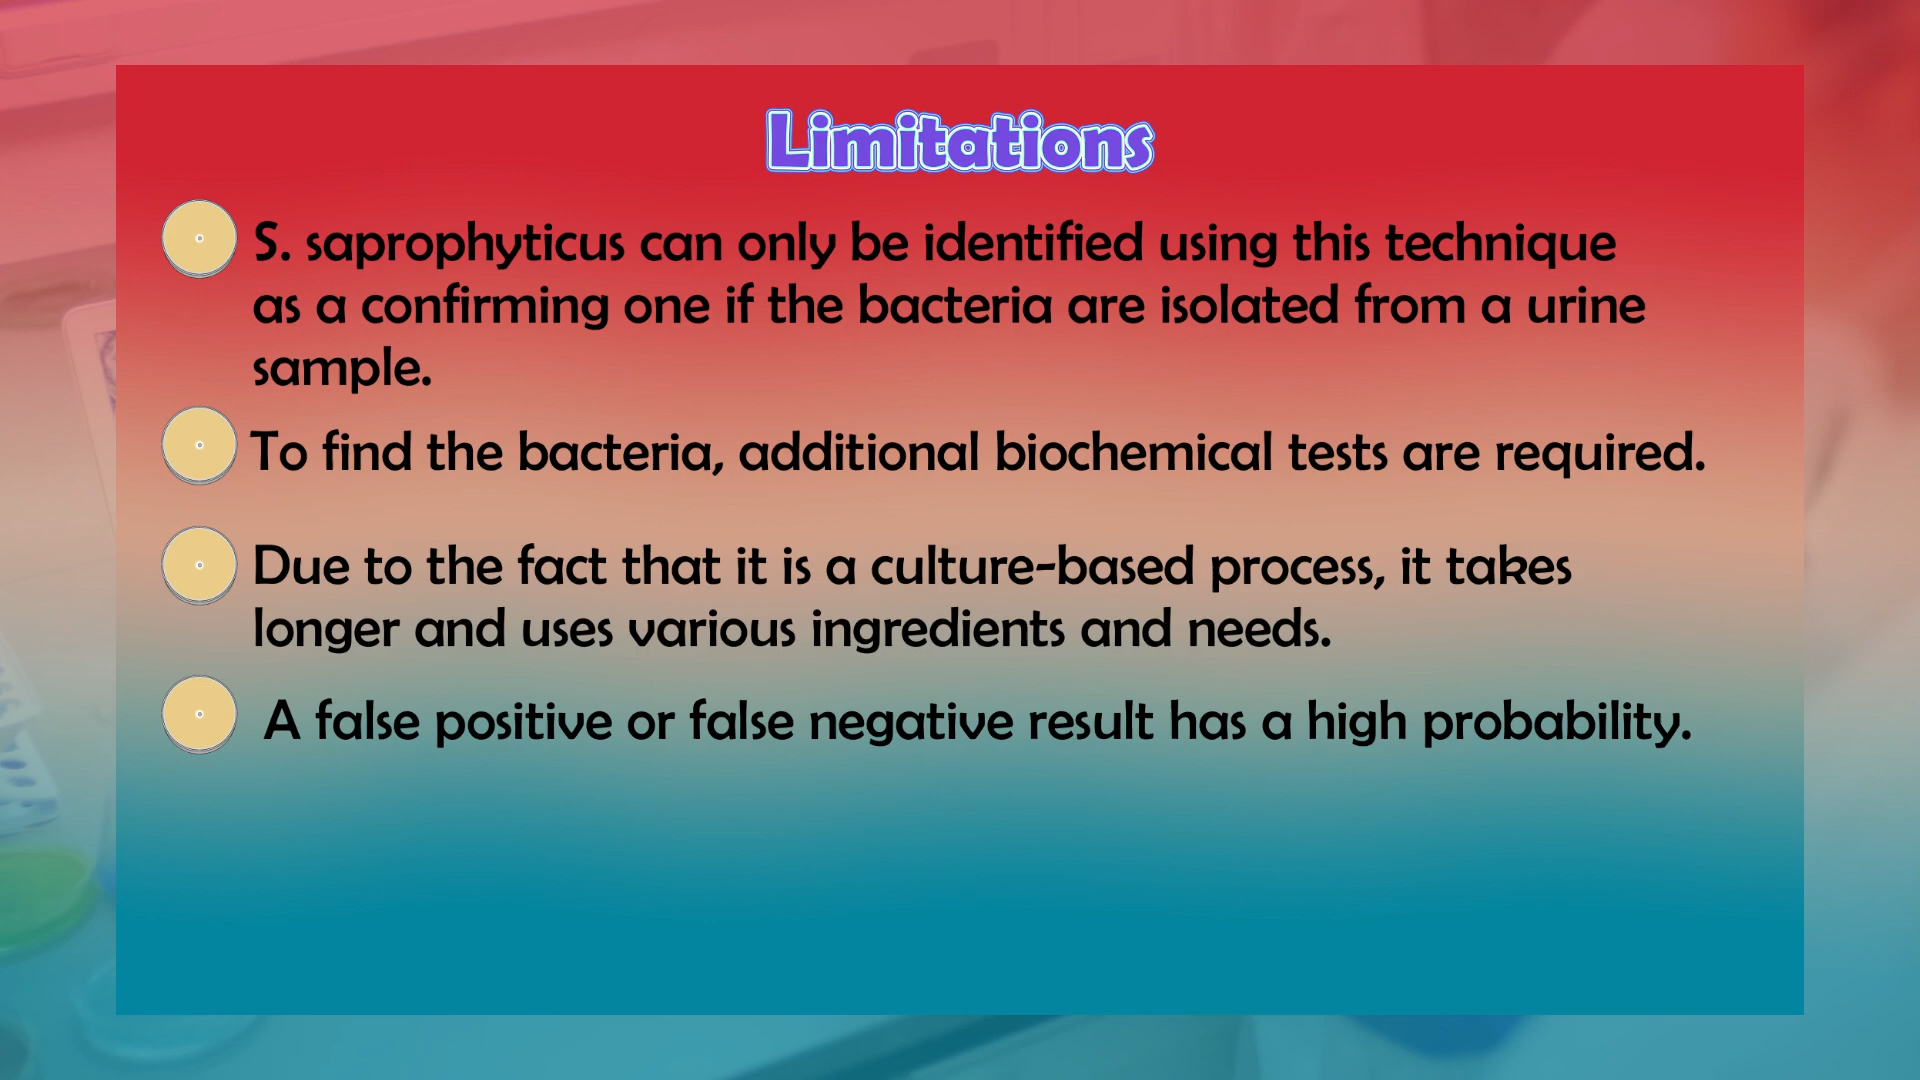 Limitations
S. saprophyticus can only be identified using this technique
as a confirming one if the bacteria are isolated from a urine
sample.
To find the bacteria, additional biochemical tests are required.
Due to the fact that it is a culture-based process, it takes
longer and uses various ingredients and needs.
A false positive or false negative result has a high probability.